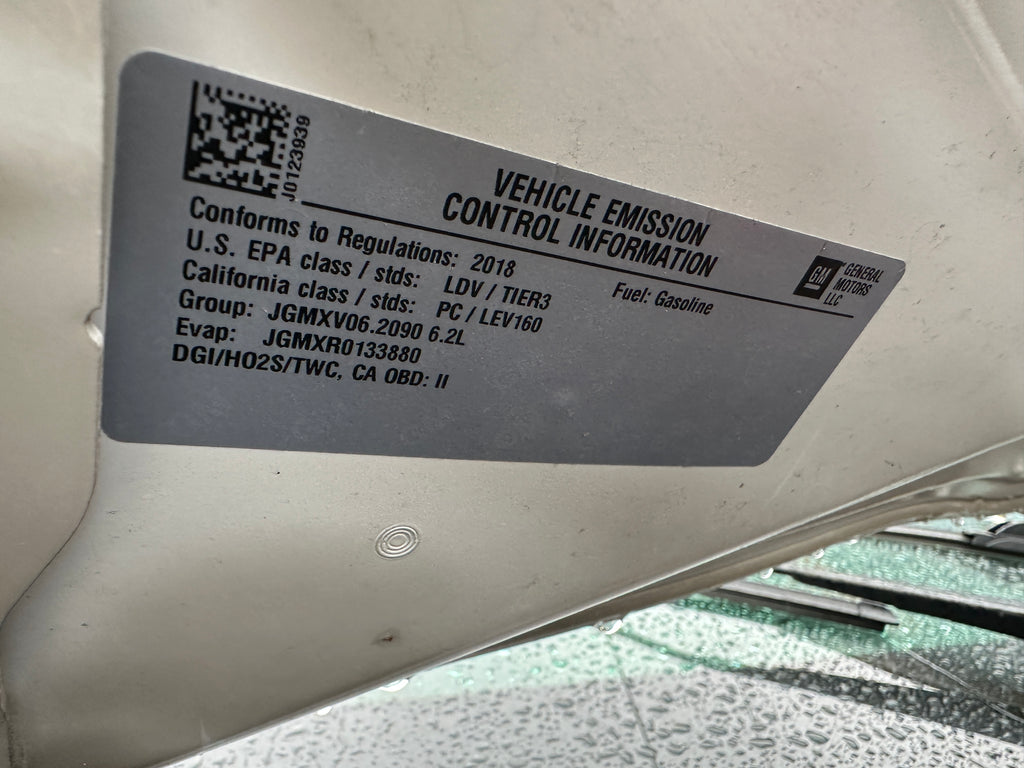 J0123939
VEHICLE EMISSION
CONTROL INFORMATION
GM
GENERAL
MOTORS
LLC
Conforms to Regulations: 2018
Fuel: Gasoline
U.S. EPA class / stds: LDV / TIER3
California class / stds: PC / LEV160
Group: JGMXV06.2090 6.2L
Evap: JGMXR0133880
DGI/HO2S/TWC, CA OBD: II